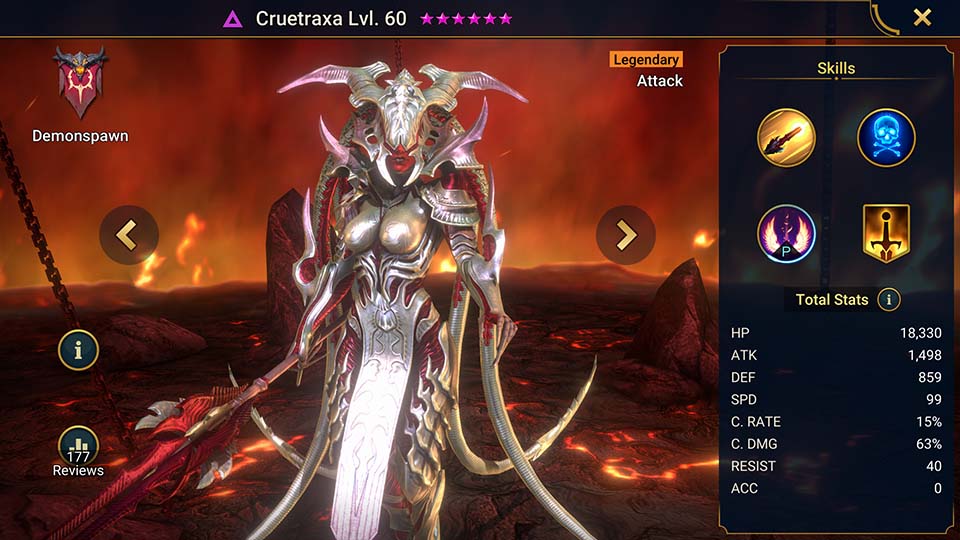 Cruetraxa Lvl. 60
Legendary
Attack
Demonspawn
177
Reviews
Skills
P
Total Stats i
HP 18,330
ATK 1,498
DEF 859
SPD 99
C. RATE 15%
C. DMG 63%
RESIST 40
ACC 0
i